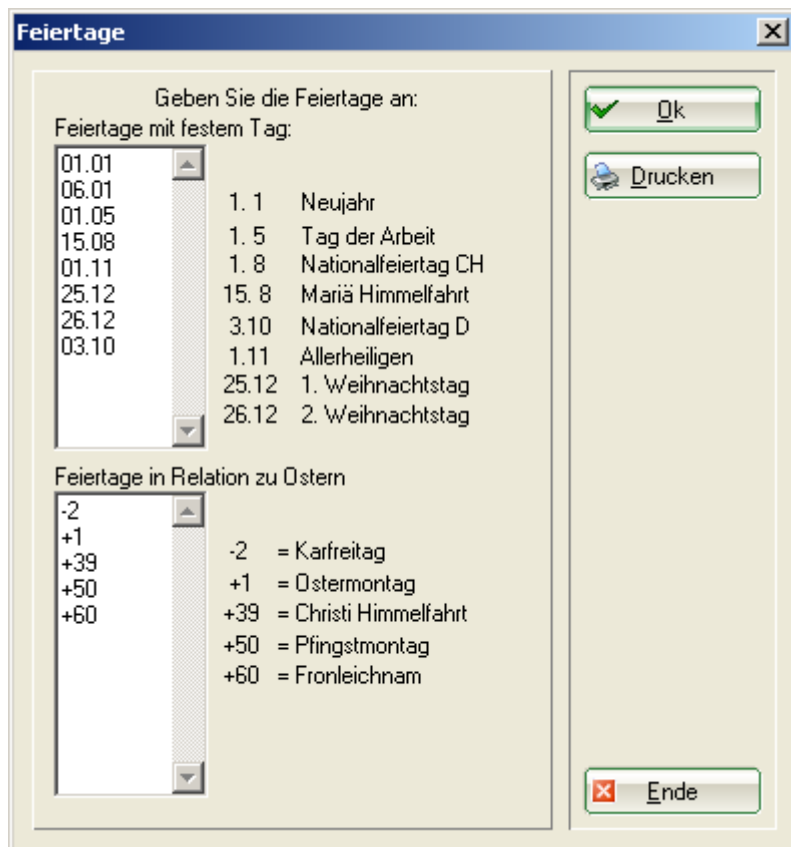 Feiertage
Geben Sie die Feiertage an:
Feiertage mit festem Tag:
01.01
06.01
01.05
15.08
01.11
25.12
26.12
03.10
1. 1 Neujahr
1. 5 Tag der Arbeit
1. 8 Nationalfeiertag CH
15. 8 Mariä Himmelfahrt
3.10 Nationalfeiertag D
1.11 Allerheiligen
25.12 1. Weihnachtstag
26.12 2. Weihnachtstag
Feiertage in Relation zu Ostern
-2
+1
+39
+50
+60
-2 = Karfreitag
+1 = Ostermontag
+39 = Christi Himmelfahrt
+50 = Pfingstmontag
+60 = Fronleichnam
Ok
Drucken
Ende